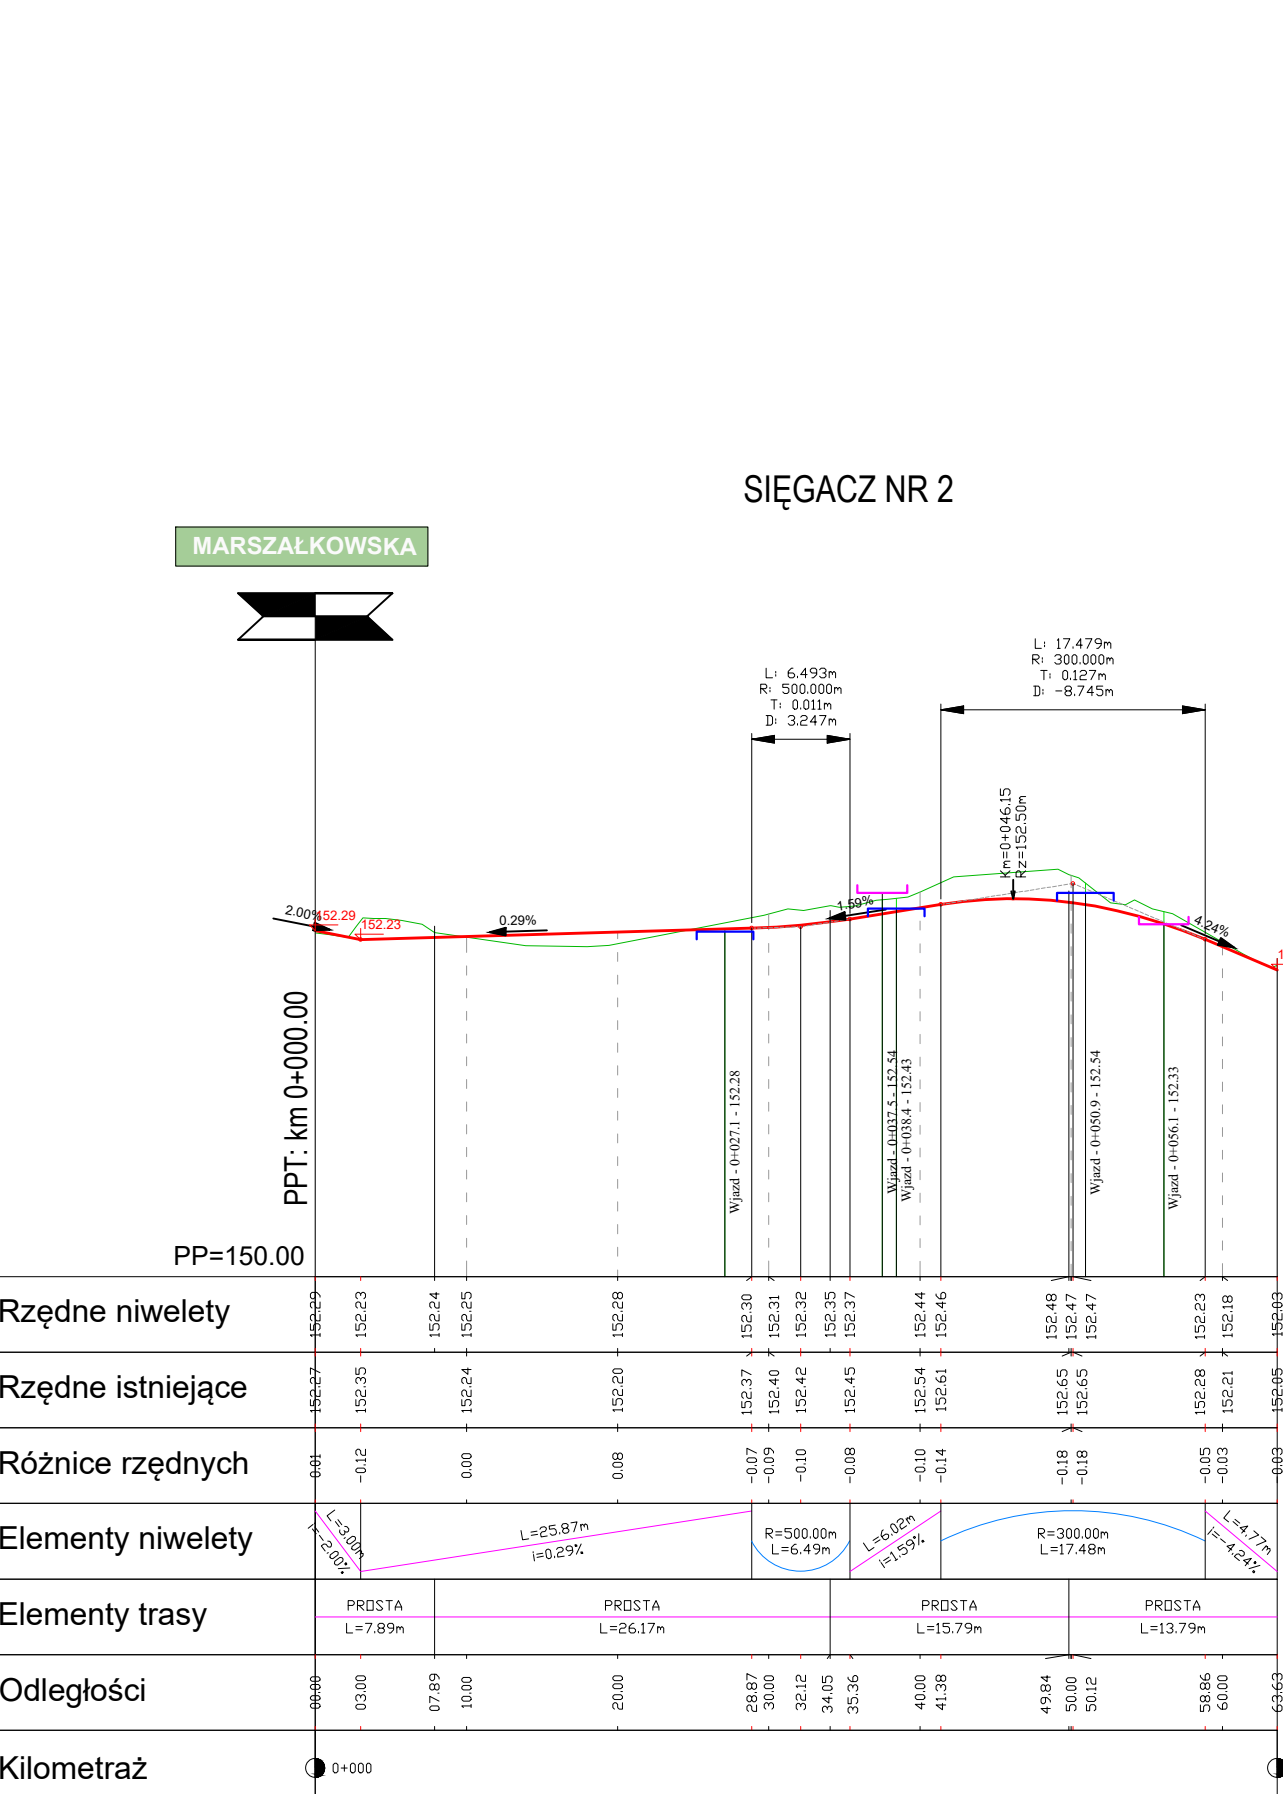 SIĘGACZ NR 2
MARSZAŁKOWSKA
L: 17.479m
R: 300.000m
T: 0.127m
D: -8.745m
L: 6.493m
R: 500.000m
T: 0.011m
D: 3.247m
Km=0+046.15
Rz=152.50m
2.00%
152.29
152.23
0.29%
1.59%
4.24%
PPT: km 0+000.00
Wjazd - 0+027.1 - 152.28
Wjazd - 0+037.5 - 152.54
Wjazd - 0+038.4 - 152.43
Wjazd - 0+050.9 - 152.54
Wjazd - 0+056.1 - 152.33
PP=150.00
Rzędne niwelety 152.29 152.23 152.24 152.25 152.28 152.30 152.31 152.32 152.35 152.37 152.44 152.46 152.48 152.47 152.47 152.23 152.18 152.03
Rzędne istniejące 152.27 152.35 152.24 152.20 152.37 152.40 152.42 152.45 152.54 152.61 152.65 152.65 152.28 152.21 152.05
Różnice rzędnych 0.01 -0.12 0.00 0.08 -0.07 -0.09 -0.10 -0.08 -0.10 -0.14 -0.18 -0.18 -0.05 -0.03 -0.03
Elementy niwelety
L=3.00m
i=-2.00%
L=25.87m
i=0.29%
R=500.00m
L=6.49m
L=6.02m
i=1.59%
R=300.00m
L=17.48m
L=4.77m
i=-4.24%
Elementy trasy
PROSTA
L=7.89m
PROSTA
L=26.17m
PROSTA
L=15.79m
PROSTA
L=13.79m
Odległości 00.00 03.00 07.89 10.00 20.00 28.87 30.00 32.12 34.05 35.36 40.00 41.38 49.84 50.00 50.12 58.86 60.00 63.63
Kilometraż 0+000